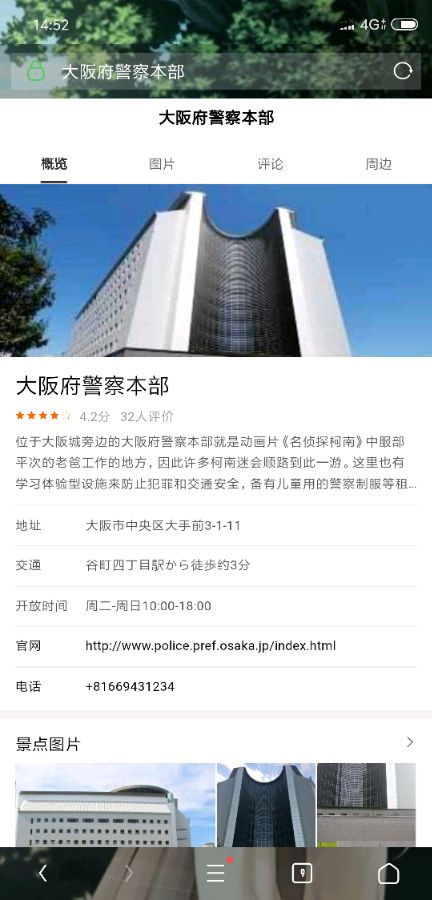 14:52
4G
大阪府警察本部
大阪府警察本部
概览 图片 评论 周边
大阪府警察本部
4.2分 32人评价
位于大阪城旁边的大阪府警察本部就是动画片《名侦探柯南》中服部
平次的老爸工作的地方，因此许多柯南迷会顺路到此一游。这里也有
学习体验型设施来防止犯罪和交通安全，备有儿童用的警察制服等租...
地址 大阪市中央区大手前3-1-11
交通 谷町四丁目駅から徒歩约3分
开放时间 周二-周日10:00-18:00
官网 http://www.police.pref.osaka.jp/index.html
电话 +81669431234
景点图片
9